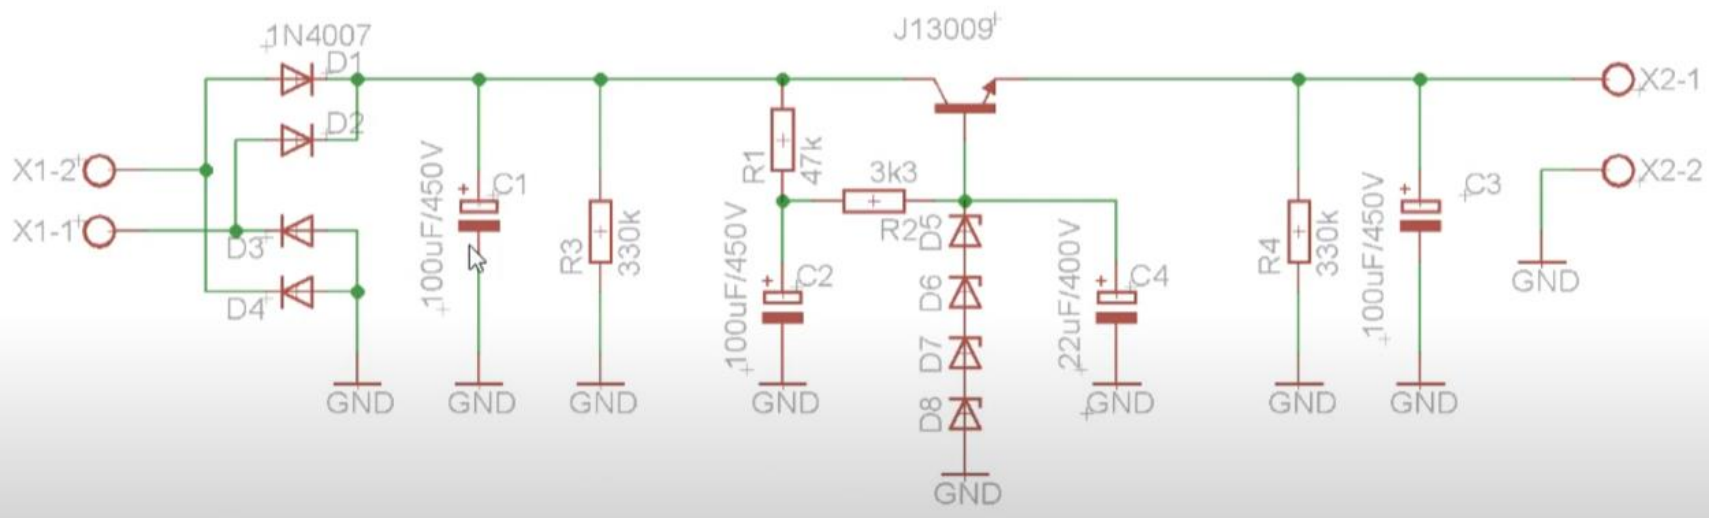 1N4007
D1
D2
X1-2
X1-1
D3
D4
GND
100uF/450V
C1
GND
R3
330k
GND
R1
47k
3k3
R2
100uF/450V
C2
GND
J13009
D5
D6
D7
D8
GND
22uF/400V
C4
GND
R4
330k
GND
100uF/450V
C3
GND
X2-1
X2-2
GND